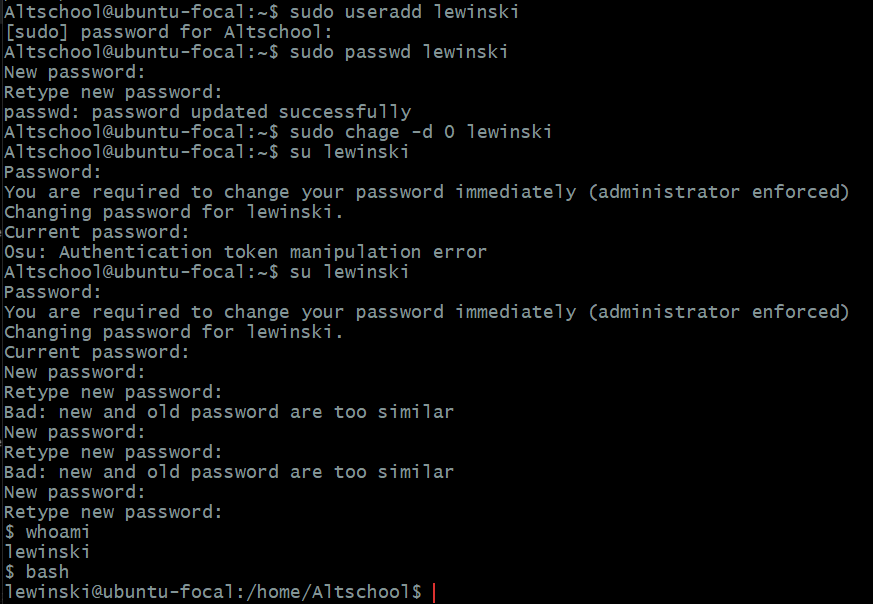 Altschool@ubuntu-focal:~$ sudo useradd lewinski
[sudo] password for Altschool:
Altschool@ubuntu-focal:~$ sudo passwd lewinski
New password:
Retype new password:
passwd: password updated successfully
Altschool@ubuntu-focal:~$ sudo chage -d 0 lewinski
Altschool@ubuntu-focal:~$ su lewinski
Password:
You are required to change your password immediately (administrator enforced)
Changing password for lewinski.
Current password:
0su: Authentication token manipulation error
Altschool@ubuntu-focal:~$ su lewinski
Password:
You are required to change your password immediately (administrator enforced)
Changing password for lewinski.
Current password:
New password:
Retype new password:
Bad: new and old password are too similar
New password:
Retype new password:
Bad: new and old password are too similar
New password:
Retype new password:
$ whoami
lewinski
$ bash
lewinski@ubuntu-focal:/home/Altschool$